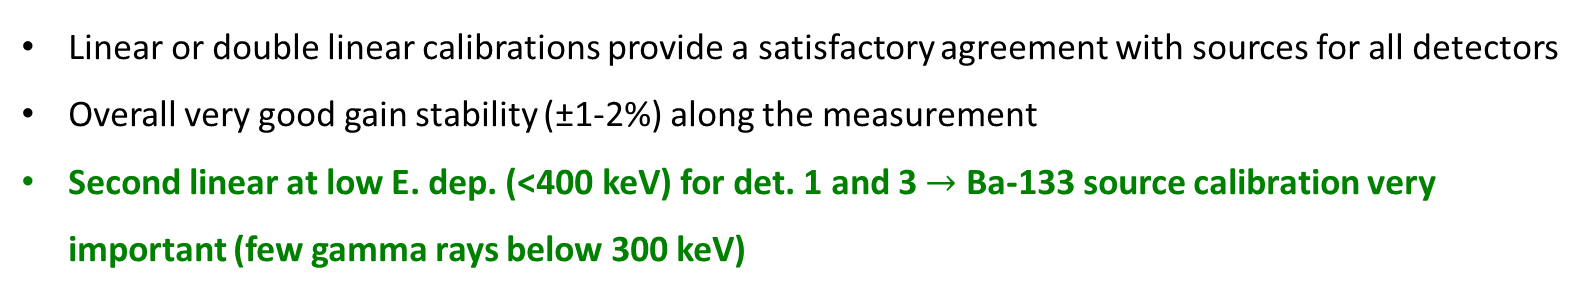 • Linear or double linear calibrations provide a satisfactory agreement with sources for all detectors
• Overall very good gain stability (±1-2%) along the measurement
• Second linear at low E. dep. (<400 keV) for det. 1 and 3 → Ba-133 source calibration very
important (few gamma rays below 300 keV)